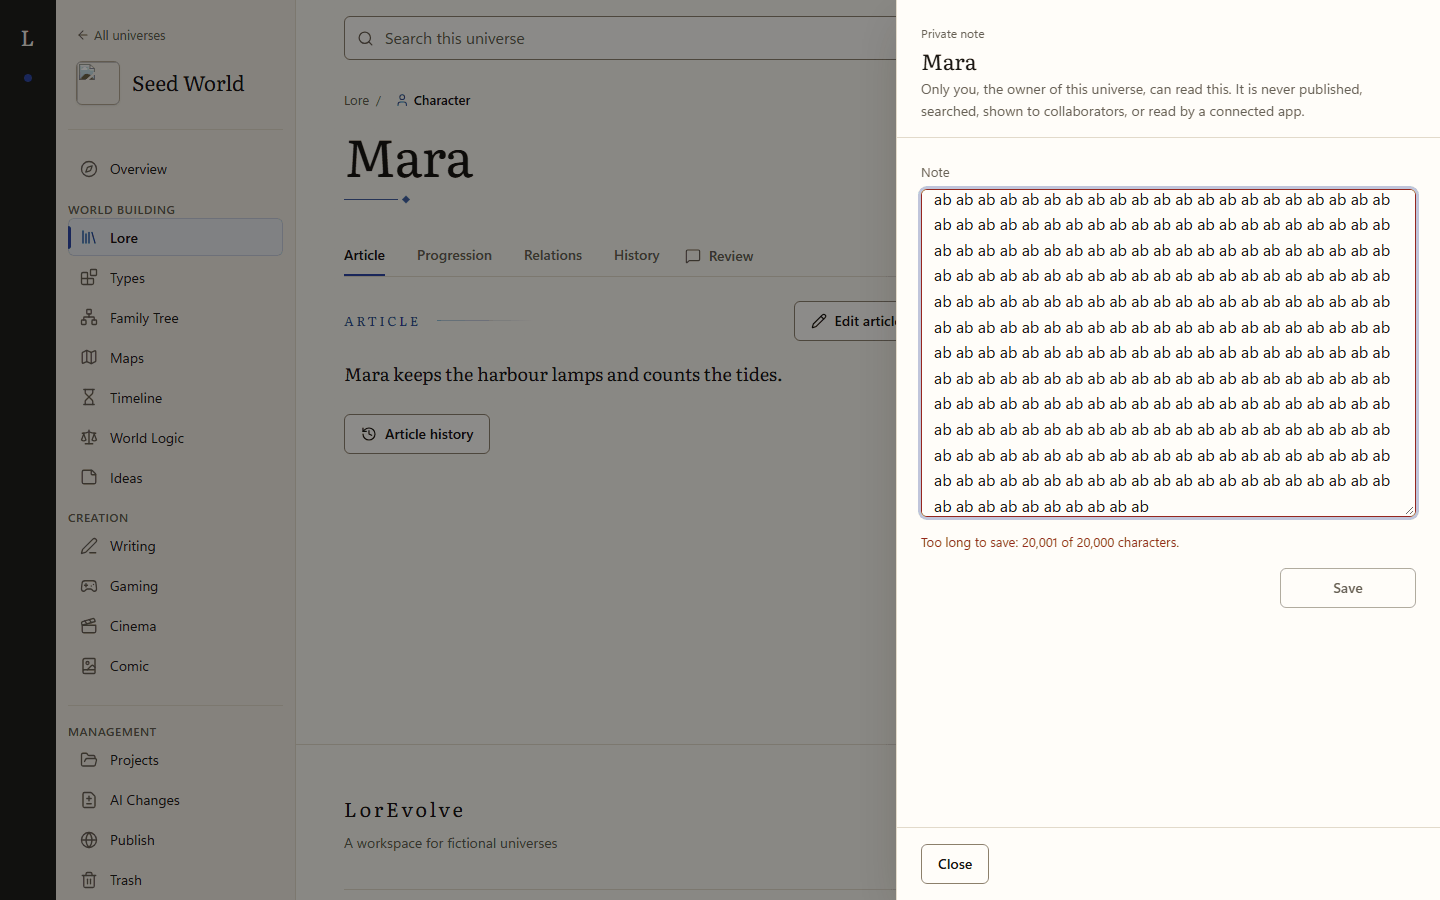 L
All universes
Seed World
Overview
WORLD BUILDING
Lore
Types
Family Tree
Maps
Timeline
World Logic
Ideas
CREATION
Writing
Gaming
Cinema
Comic
MANAGEMENT
Projects
AI Changes
Publish
Trash
Search this universe
Lore / Character
Mara
Article Progression Relations History Review
ARTICLE
Edit article
Mara keeps the harbour lamps and counts the tides.
Article history
LorEvolve
A workspace for fictional universes
Private note
Mara
Only you, the owner of this universe, can read this. It is never published,
searched, shown to collaborators, or read by a connected app.
Note
ab ab ab ab ab ab ab ab ab ab ab ab ab ab ab ab ab ab ab ab ab
ab ab ab ab ab ab ab ab ab ab ab ab ab ab ab ab ab ab ab ab ab
ab ab ab ab ab ab ab ab ab ab ab ab ab ab ab ab ab ab ab ab ab
ab ab ab ab ab ab ab ab ab ab ab ab ab ab ab ab ab ab ab ab ab
ab ab ab ab ab ab ab ab ab ab ab ab ab ab ab ab ab ab ab ab ab
ab ab ab ab ab ab ab ab ab ab ab ab ab ab ab ab ab ab ab ab ab
ab ab ab ab ab ab ab ab ab ab ab ab ab ab ab ab ab ab ab ab ab
ab ab ab ab ab ab ab ab ab ab ab ab ab ab ab ab ab ab ab ab ab
ab ab ab ab ab ab ab ab ab ab ab ab ab ab ab ab ab ab ab ab ab
ab ab ab ab ab ab ab ab ab ab ab ab ab ab ab ab ab ab ab ab ab
ab ab ab ab ab ab ab ab ab ab ab ab ab ab ab ab ab ab ab ab ab
ab ab ab ab ab ab ab ab ab ab ab ab ab ab ab ab ab ab ab ab ab
ab ab ab ab ab ab ab ab ab ab
Too long to save: 20,001 of 20,000 characters.
Save
Close